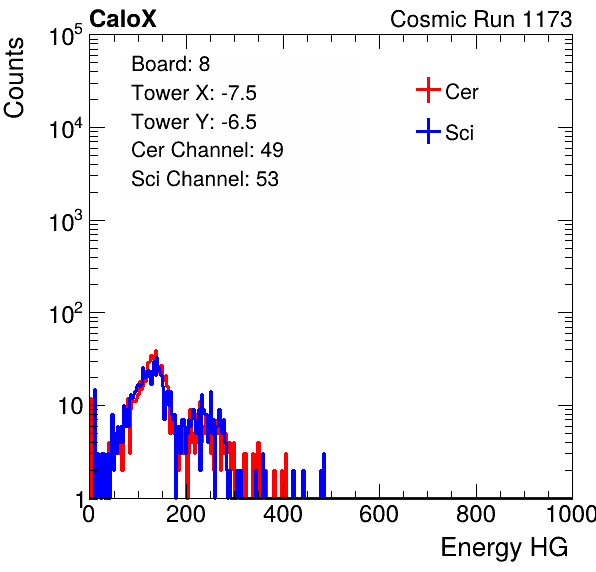 CaloX Cosmic Run 1173
Counts
10^5
10^4
10^3
10^2
10
1
Board: 8
Tower X: -7.5
Tower Y: -6.5
Cer Channel: 49
Sci Channel: 53
Cer
Sci
0 200 400 600 800 1000
Energy HG